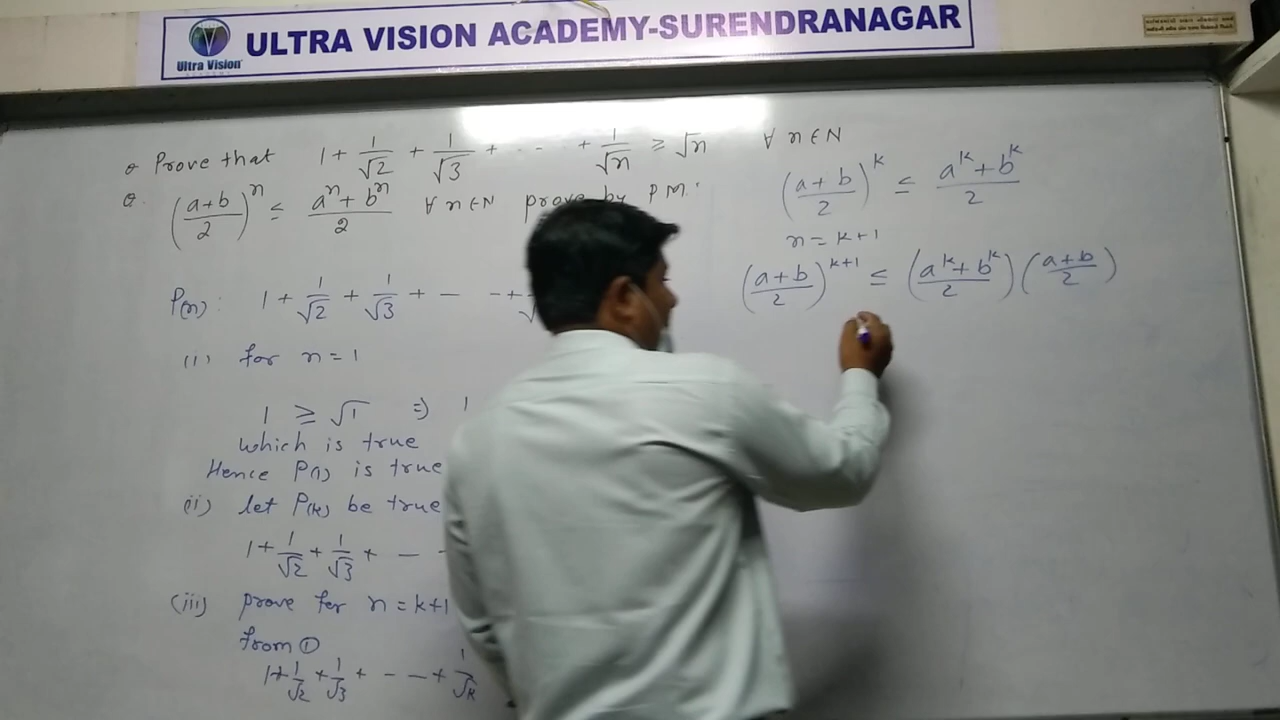 ULTRA VISION ACADEMY-SURENDRANAGAR
Ultra Vision
Prove that 1 + 1/√2 + 1/√3 + - - - + 1/√n ≥ √n ∀ n ∈ N
Q. ((a+b)/2)^n ≤ (a^n + b^n)/2 ∀ n ∈ N prove by P.M.I
P(n): 1 + 1/√2 + 1/√3 + - - +
(i) for n = 1
1 ≥ √1 ⇒ 1
which is true
Hence P(1) is true
(ii) let P(k) be true
1 + 1/√2 + 1/√3 + - -
(iii) prove for n = k+1
from ①
1 + 1/√2 + 1/√3 + - - - + 1/√k
((a+b)/2)^k ≤ (a^k + b^k)/2
n = k+1
((a+b)/2)^(k+1) ≤ ((a^k + b^k)/2) ((a+b)/2)